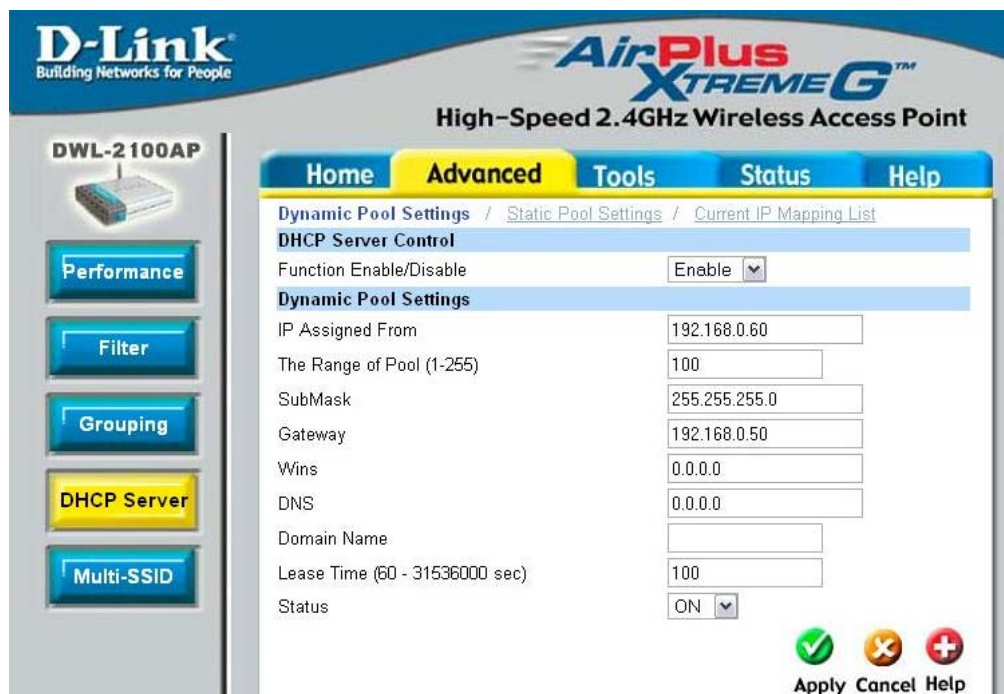 D-Link
Building Networks for People
AirPlus
XTREME G™
High-Speed 2.4GHz Wireless Access Point
DWL-2100AP
Home Advanced Tools Status Help
Dynamic Pool Settings / Static Pool Settings / Current IP Mapping List
DHCP Server Control
Function Enable/Disable Enable
Dynamic Pool Settings
IP Assigned From 192.168.0.60
The Range of Pool (1-255) 100
SubMask 255.255.255.0
Gateway 192.168.0.50
Wins 0.0.0.0
DNS 0.0.0.0
Domain Name
Lease Time (60 - 31536000 sec) 100
Status ON
Performance
Filter
Grouping
DHCP Server
Multi-SSID
Apply Cancel Help